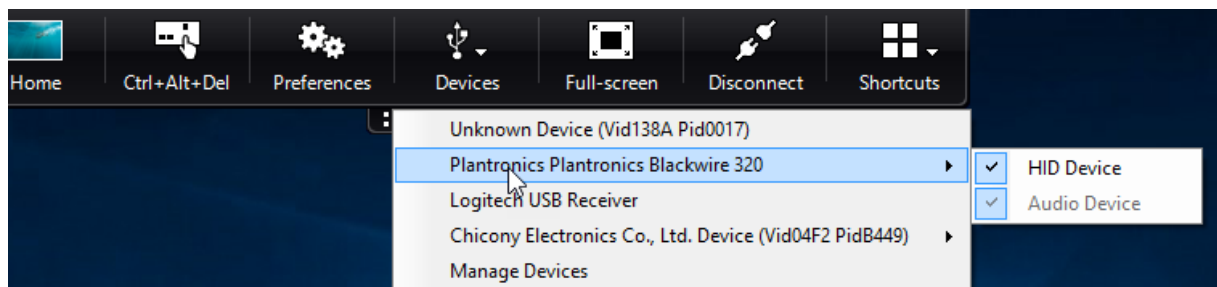 Home Ctrl+Alt+Del Preferences Devices Full-screen Disconnect Shortcuts
Unknown Device (Vid138A Pid0017)
Plantronics Plantronics Blackwire 320
HID Device
Logitech USB Receiver
Audio Device
Chicony Electronics Co., Ltd. Device (Vid04F2 PidB449)
Manage Devices